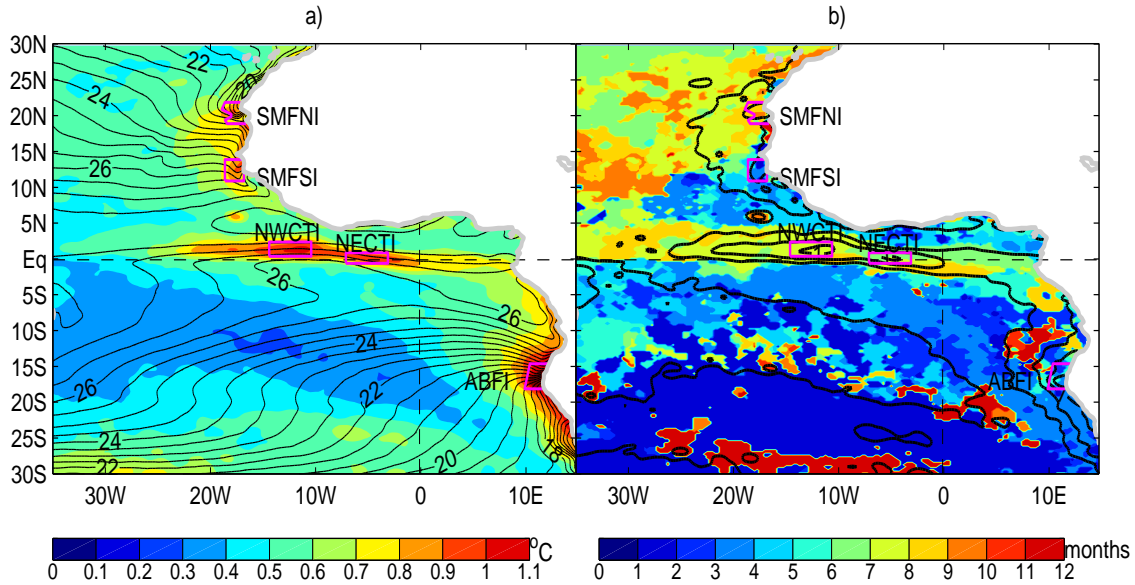 a) b)
30N
25N
20N
15N
10N
5N
Eq
5S
10S
15S
20S
25S
30S
22
20
24
26
SMFNI
SMFSI
NWCTI
NECTI
26
26
24
ABFI
22
26
24
22
20
18
SMFNI
SMFSI
NWCTI
NECTI
ABFI
30W 20W 10W 0 10E 30W 20W 10W 0 10E
ºC months
0 0.1 0.2 0.3 0.4 0.5 0.6 0.7 0.8 0.9 1 1.1 0 1 2 3 4 5 6 7 8 9 10 11 12